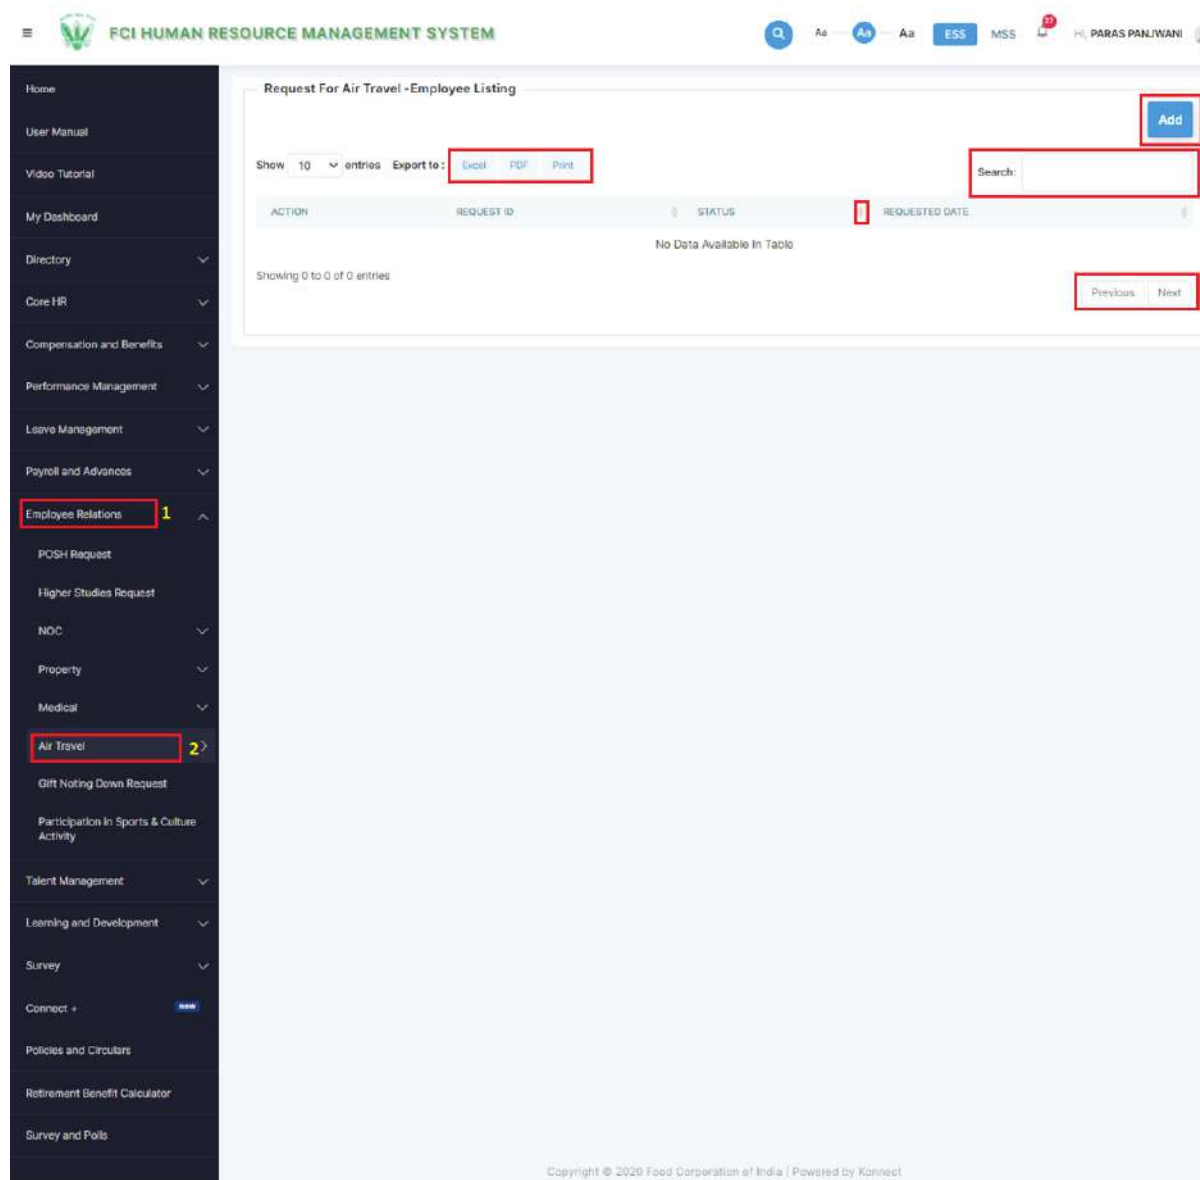 FCI HUMAN RESOURCE MANAGEMENT SYSTEM
Aa Aa Aa ESS MSS 27 Hi, PARAS PANJWANI
Home
User Manual
Video Tutorial
My Dashboard
Directory
Core HR
Compensation and Benefits
Performance Management
Leave Management
Payroll and Advances
Employee Relations 1
POSH Request
Higher Studies Request
NOC
Property
Medical
Air Travel 2
Gift Noting Down Request
Participation in Sports & Culture
Activity
Talent Management
Learning and Development
Survey
Connect + new
Policies and Circulars
Retirement Benefit Calculator
Survey and Polls
Request For Air Travel -Employee Listing
Add
Show 10 entries Export to : Excel PDF Print
Search:
ACTION REQUEST ID STATUS REQUESTED DATE
No Data Available In Table
Showing 0 to 0 of 0 entries
Previous Next
Copyright © 2020 Food Corporation of India | Powered by Konnect